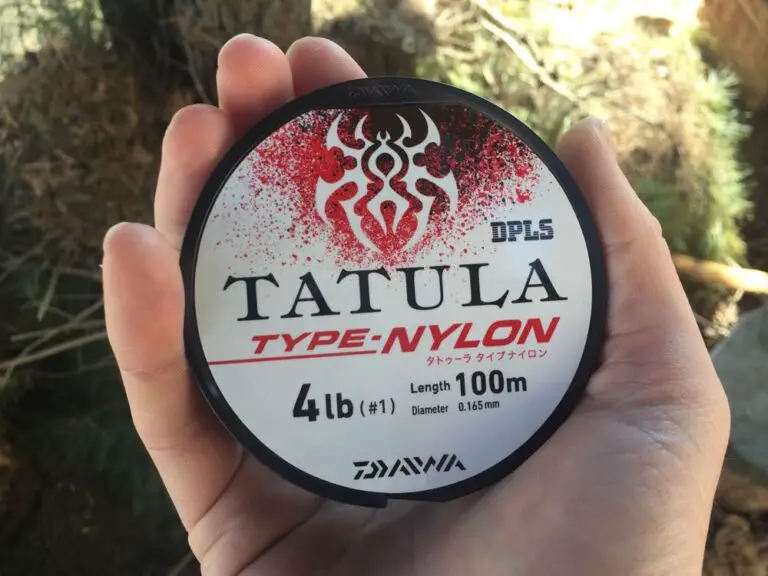 DAIWA
DPLS
TATULA
TYPE-NYLON
タトゥーラ タイプナイロン
4lb (#1) Length 100m
Diameter 0.165mm
DAIWA